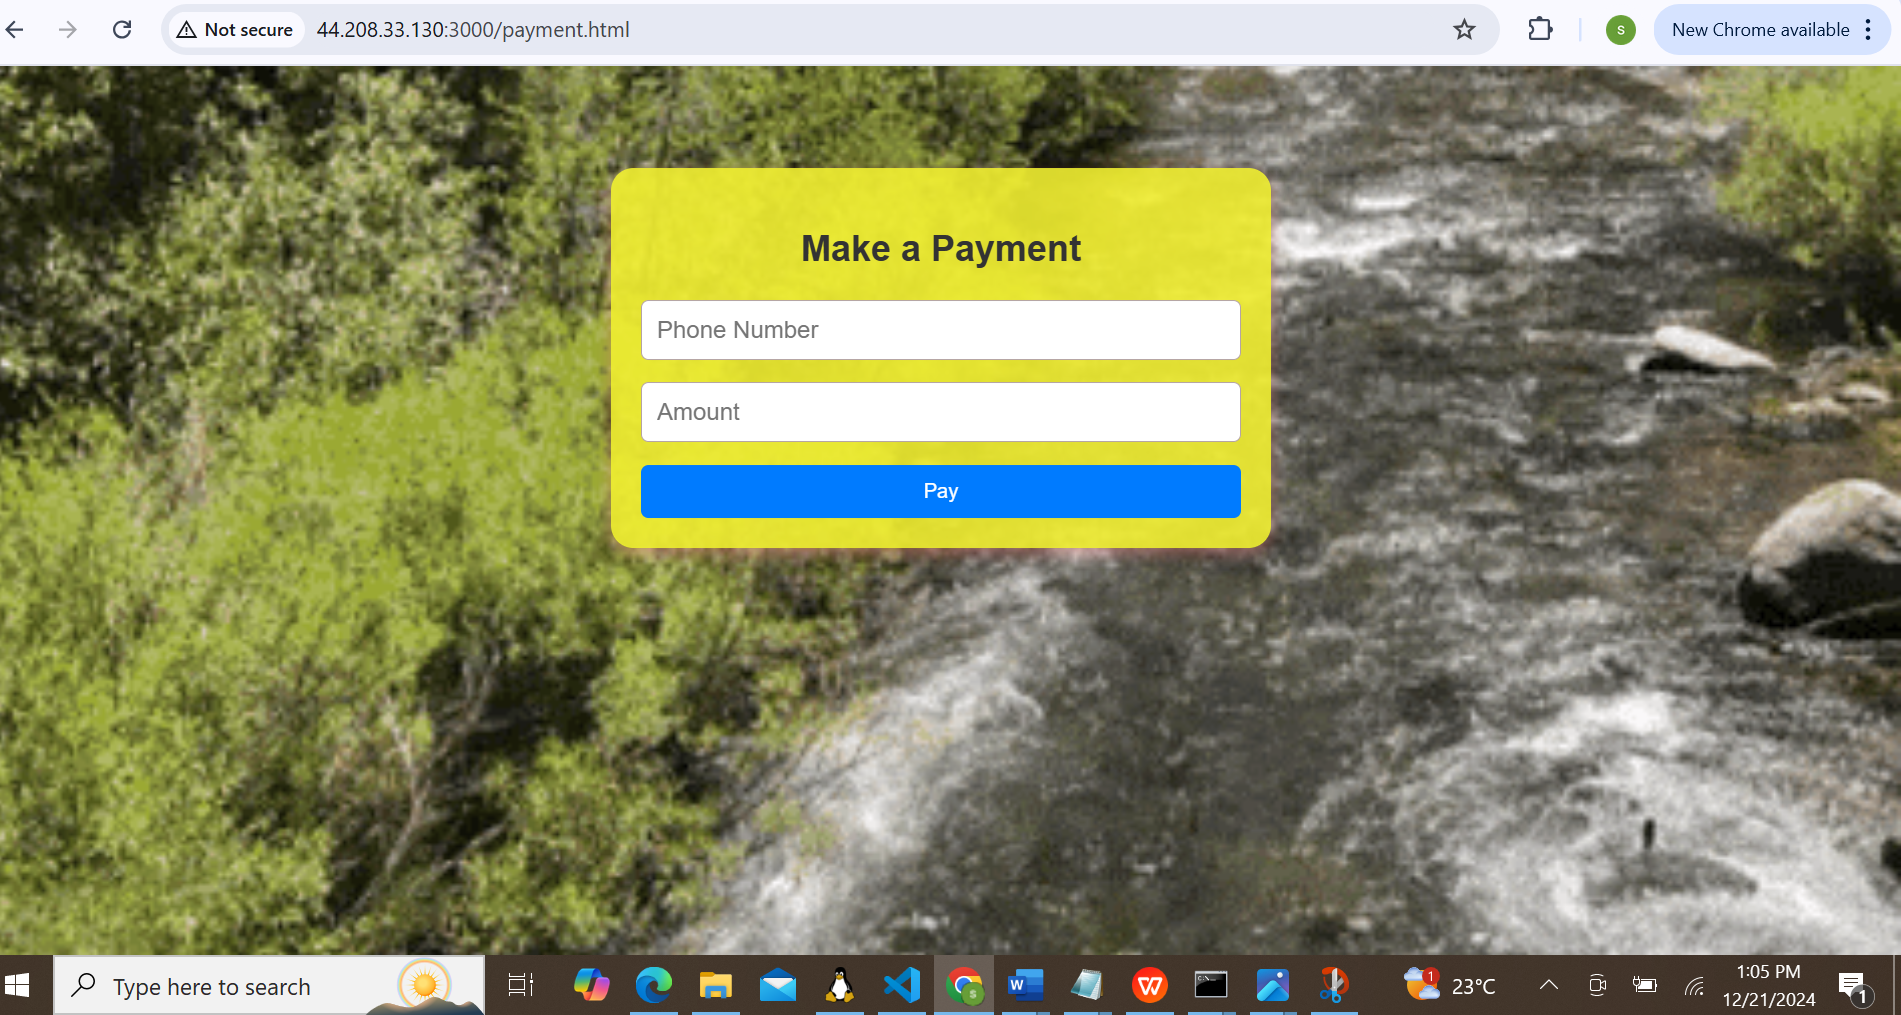 Not secure
44.208.33.130:3000/payment.html
S
New Chrome available
Make a Payment
Phone Number
Amount
Pay
Type here to search
W
W
1
23°C
1:05 PM
12/21/2024
1